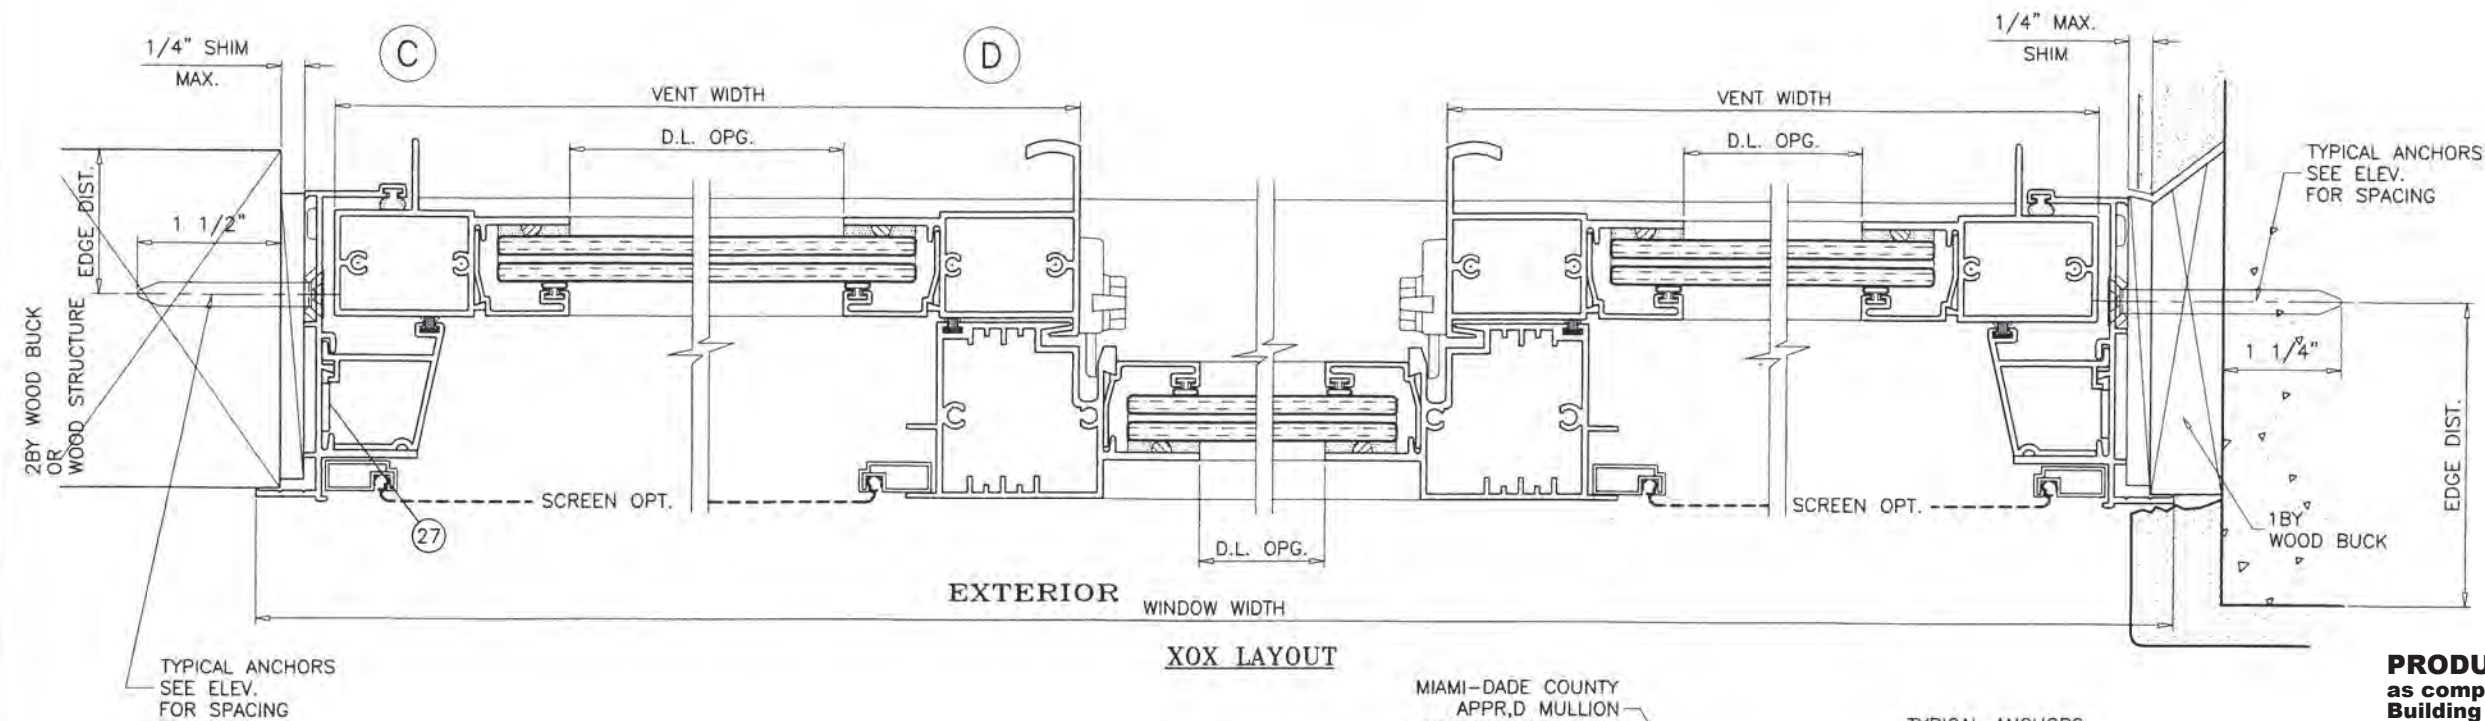 1/4" SHIM
MAX.
C
D
1/4" MAX.
SHIM
VENT WIDTH
VENT WIDTH
D.L. OPG.
D.L. OPG.
TYPICAL ANCHORS
SEE ELEV.
FOR SPACING
EDGE DIST.
1 1/2"
2BY WOOD BUCK
OR
WOOD STRUCTURE
1 1/4"
EDGE DIST.
SCREEN OPT.
SCREEN OPT.
27
1BY
WOOD BUCK
D.L. OPG.
EXTERIOR
WINDOW WIDTH
XOX LAYOUT
TYPICAL ANCHORS
SEE ELEV.
FOR SPACING
MIAMI-DADE COUNTY
APPR,D MULLION
TYPICAL ANCHORS
PRODU
as comp
Building